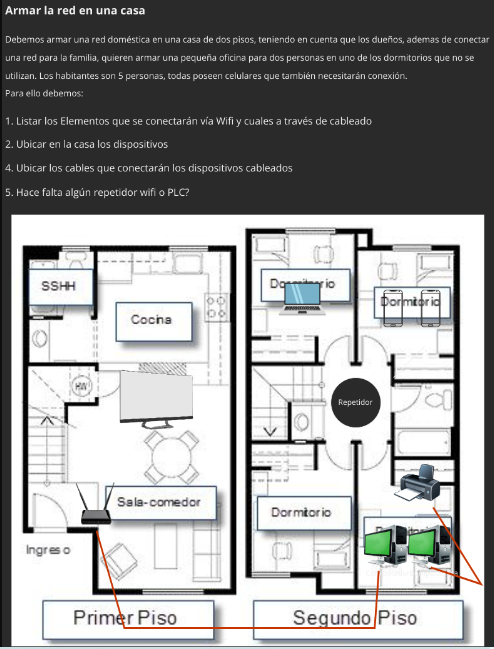 Armar la red en una casa
Debemos armar una red doméstica en una casa de dos pisos, teniendo en cuenta que los dueños, ademas de conectar
una red para la familia, quieren armar una pequeña oficina para dos personas en uno de los dormitorios que no se
utilizan. Los habitantes son 5 personas, todas poseen celulares que también necesitarán conexión.
Para ello debemos:
1. Listar los Elementos que se conectarán vía Wifi y cuales a través de cableado
2. Ubicar en la casa los dispositivos
4. Ubicar los cables que conectarán los dispositivos cableados
5. Hace falta algún repetidor wifi o PLC?
SSHH
Cocina
HW
Sala-comedor
Ingreso
Primer Piso
Dormitorio
Dormitorio
Repetidor
Dormitorio
Segundo Piso